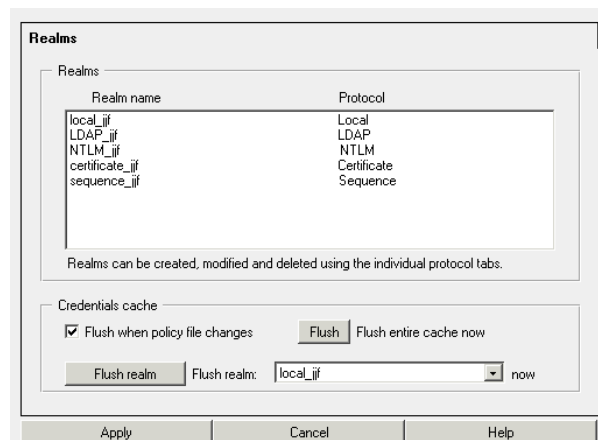 Realms
Realms
Realm name Protocol
local_jjf Local
LDAP_jjf LDAP
NTLM_jjf NTLM
certificate_jjf Certificate
sequence_jjf Sequence
Realms can be created, modified and deleted using the individual protocol tabs.
Credentials cache
Flush when policy file changes Flush Flush entire cache now
Flush realm Flush realm: local_jjf now
Apply Cancel Help